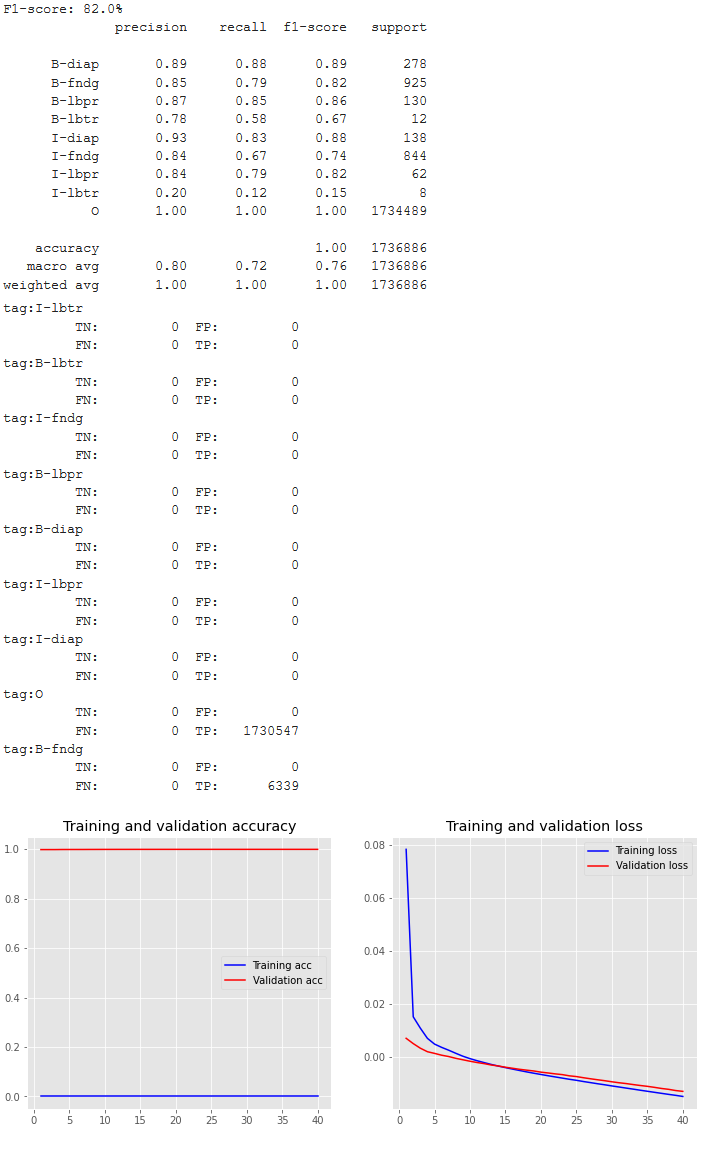 F1-score: 82.0%
precision recall f1-score support
B-diap 0.89 0.88 0.89 278
B-fndg 0.85 0.79 0.82 925
B-lbpr 0.87 0.85 0.86 130
B-lbtr 0.78 0.58 0.67 12
I-diap 0.93 0.83 0.88 138
I-fndg 0.84 0.67 0.74 844
I-lbpr 0.84 0.79 0.82 62
I-lbtr 0.20 0.12 0.15 8
O 1.00 1.00 1.00 1734489
accuracy 1.00 1736886
macro avg 0.80 0.72 0.76 1736886
weighted avg 1.00 1.00 1.00 1736886
tag:I-lbtr
TN: 0 FP: 0
FN: 0 TP: 0
tag:B-lbtr
TN: 0 FP: 0
FN: 0 TP: 0
tag:I-fndg
TN: 0 FP: 0
FN: 0 TP: 0
tag:B-lbpr
TN: 0 FP: 0
FN: 0 TP: 0
tag:B-diap
TN: 0 FP: 0
FN: 0 TP: 0
tag:I-lbpr
TN: 0 FP: 0
FN: 0 TP: 0
tag:I-diap
TN: 0 FP: 0
FN: 0 TP: 0
tag:O
TN: 0 FP: 0
FN: 0 TP: 1730547
tag:B-fndg
TN: 0 FP: 0
FN: 0 TP: 6339
Training and validation accuracy
1.0
0.8
0.6
0.4
0.2
0.0
Training acc
Validation acc
0 5 10 15 20 25 30 35 40
Training and validation loss
0.08
0.06
0.04
0.02
0.00
Training loss
Validation loss
0 5 10 15 20 25 30 35 40